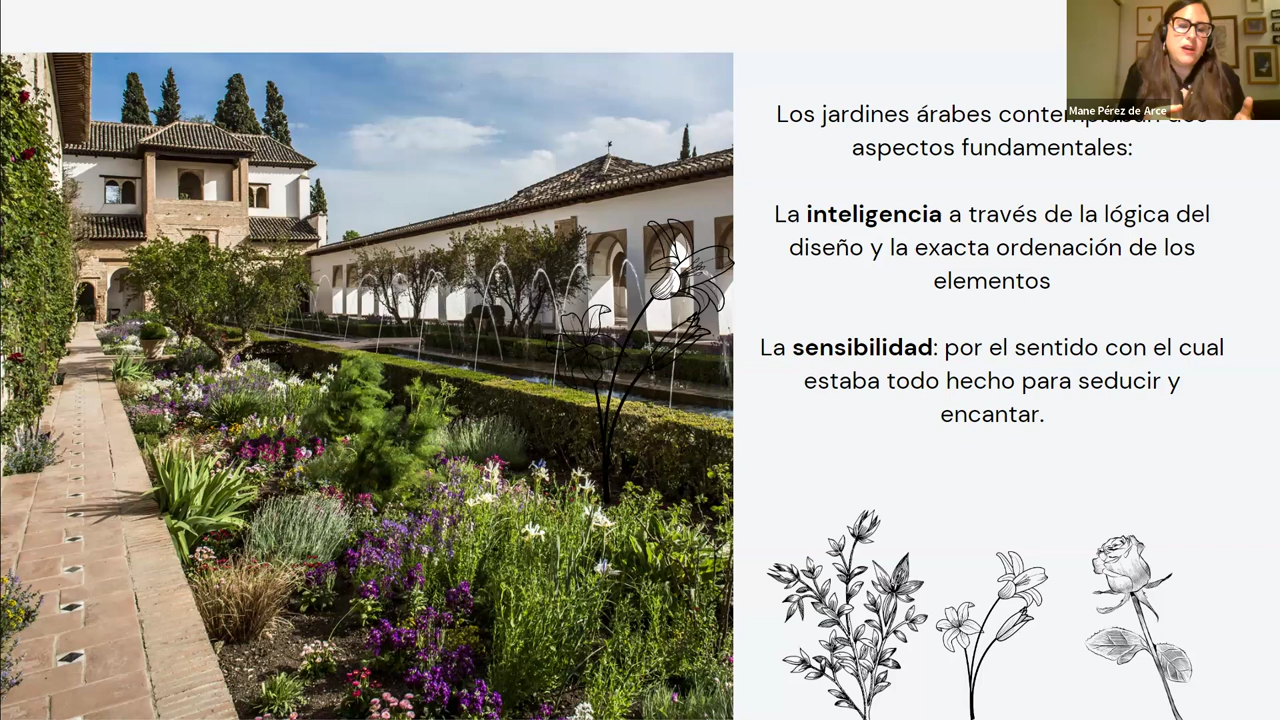 Mane Pérez de Arce
Los jardines árabes
aspectos fundamentales:
La inteligencia a través de la lógica del
diseño y la exacta ordenación de los
elementos
La sensibilidad: por el sentido con el cual
estaba todo hecho para seducir y
encantar.